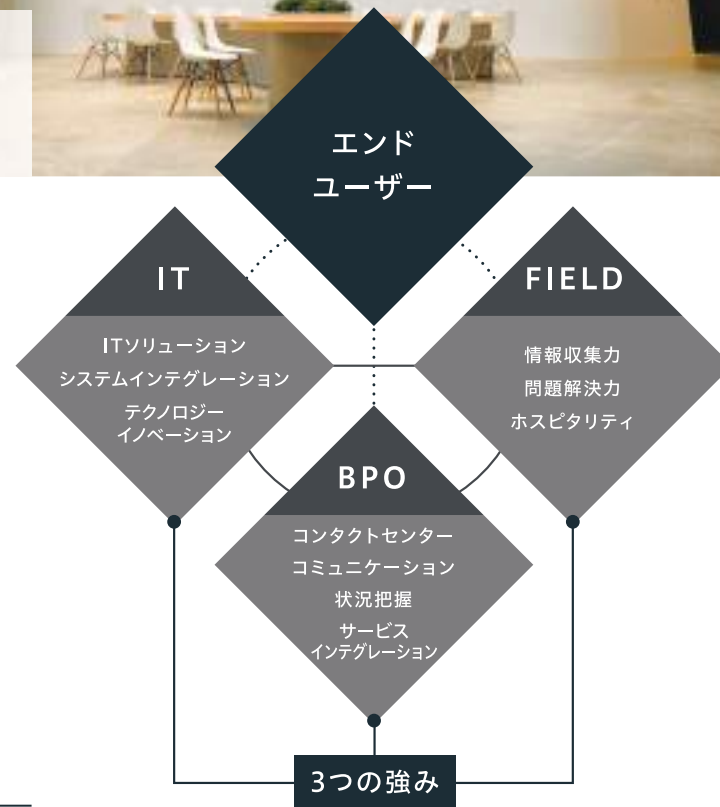 エンド
ユーザー
IT
ITソリューション
システムインテグレーション
テクノロジー
イノベーション
FIELD
情報収集力
問題解決力
ホスピタリティ
BPO
コンタクトセンター
コミュニケーション
状況把握
サービス
インテグレーション
3つの強み